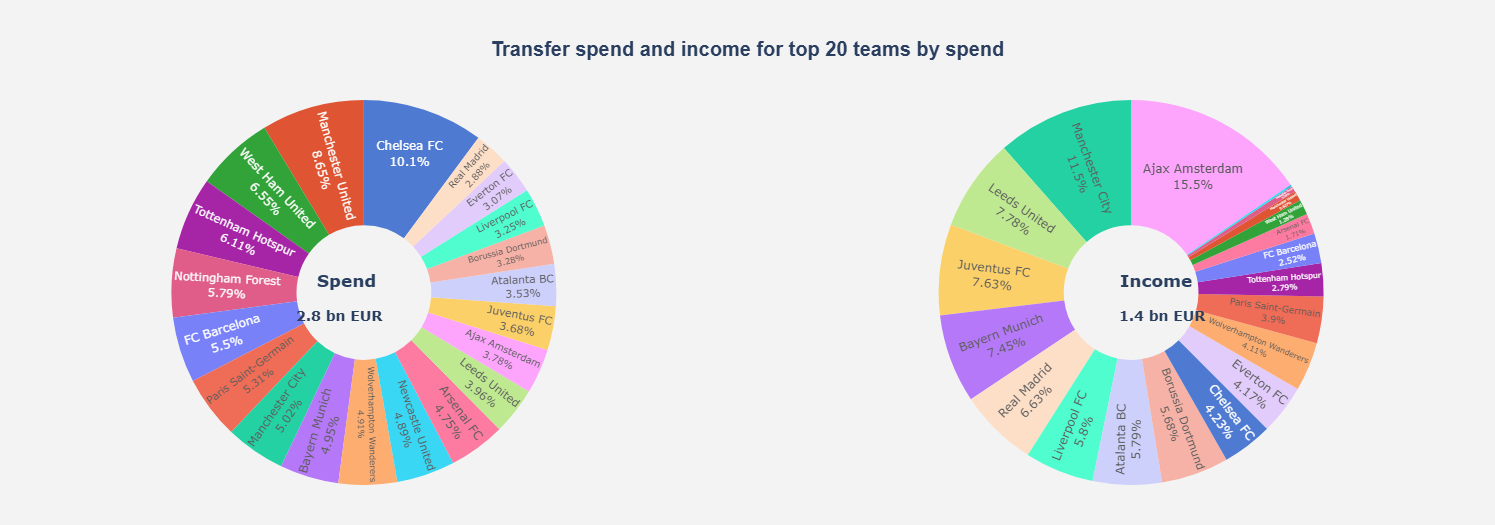 Transfer spend and income for top 20 teams by spend
Chelsea FC
10.1%
Real Madrid
2.88%
Everton FC
3.07%
Liverpool FC
3.25%
Borussia Dortmund
3.28%
Atalanta BC
3.53%
Juventus FC
3.68%
Ajax Amsterdam
3.78%
Leeds United
3.96%
Arsenal FC
4.75%
Newcastle United
4.89%
Wolverhampton Wanderers
4.91%
Bayern Munich
4.95%
Manchester City
5.02%
Paris Saint-Germain
5.31%
FC Barcelona
5.5%
Nottingham Forest
5.79%
Tottenham Hotspur
6.11%
West Ham United
6.55%
Manchester United
8.65%
Spend
2.8 bn EUR
Ajax Amsterdam
15.5%
West Ham United
Arsenal FC
1.71%
FC Barcelona
2.52%
Tottenham Hotspur
2.79%
Paris Saint-Germain
3.9%
Wolverhampton Wanderers
4.11%
Everton FC
4.17%
Chelsea FC
4.23%
Borussia Dortmund
5.68%
Atalanta BC
5.79%
Liverpool FC
5.8%
Real Madrid
6.63%
Bayern Munich
7.45%
Juventus FC
7.63%
Leeds United
7.78%
Manchester City
11.5%
Income
1.4 bn EUR